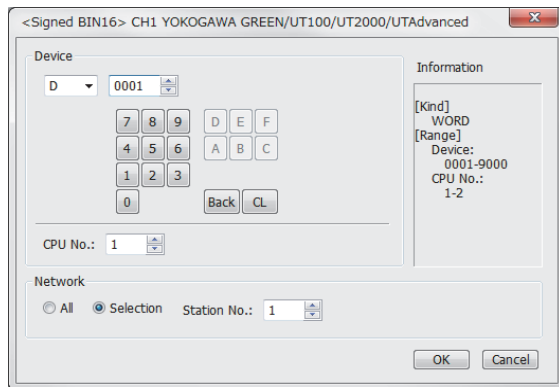 <Signed BIN16> CH1 YOKOGAWA GREEN/UT100/UT2000/UTAdvanced
Device
D 0001
7 8 9 D E F
4 5 6 A B C
1 2 3
0 Back CL
CPU No.: 1
Information
[Kind]
WORD
[Range]
Device:
0001-9000
CPU No.:
1-2
Network
All Selection Station No.: 1
OK Cancel